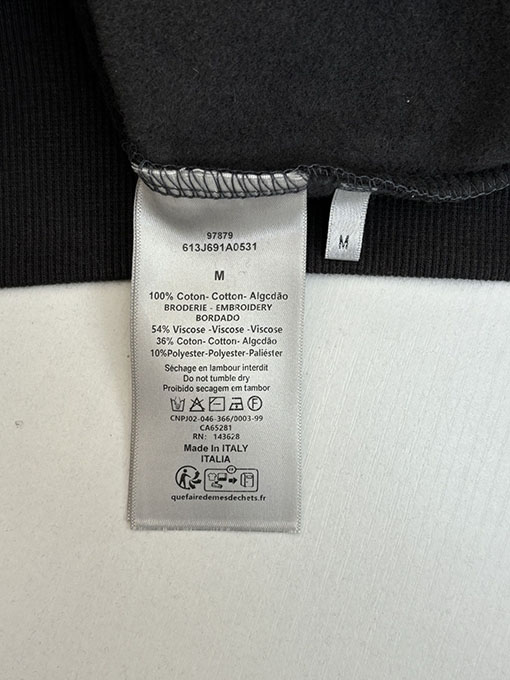 97879
613J691A0531
M
100% Coton- Cotton- Algcdão
BRODERIE - EMBROIDERY
BORDADO
54% Viscose -Viscose -Viscose
36% Coton- Cotton- Algcdão
10%Polyester-Polyester-Paliéster
Séchage en lambour interdit
Do not tumble dry
Proibido secagem em tambor
CNPJ02-046-366/0003-99
CA65281
RN: 143628
Made in ITALY
ITALIA
quefairedemesdechets.fr
M